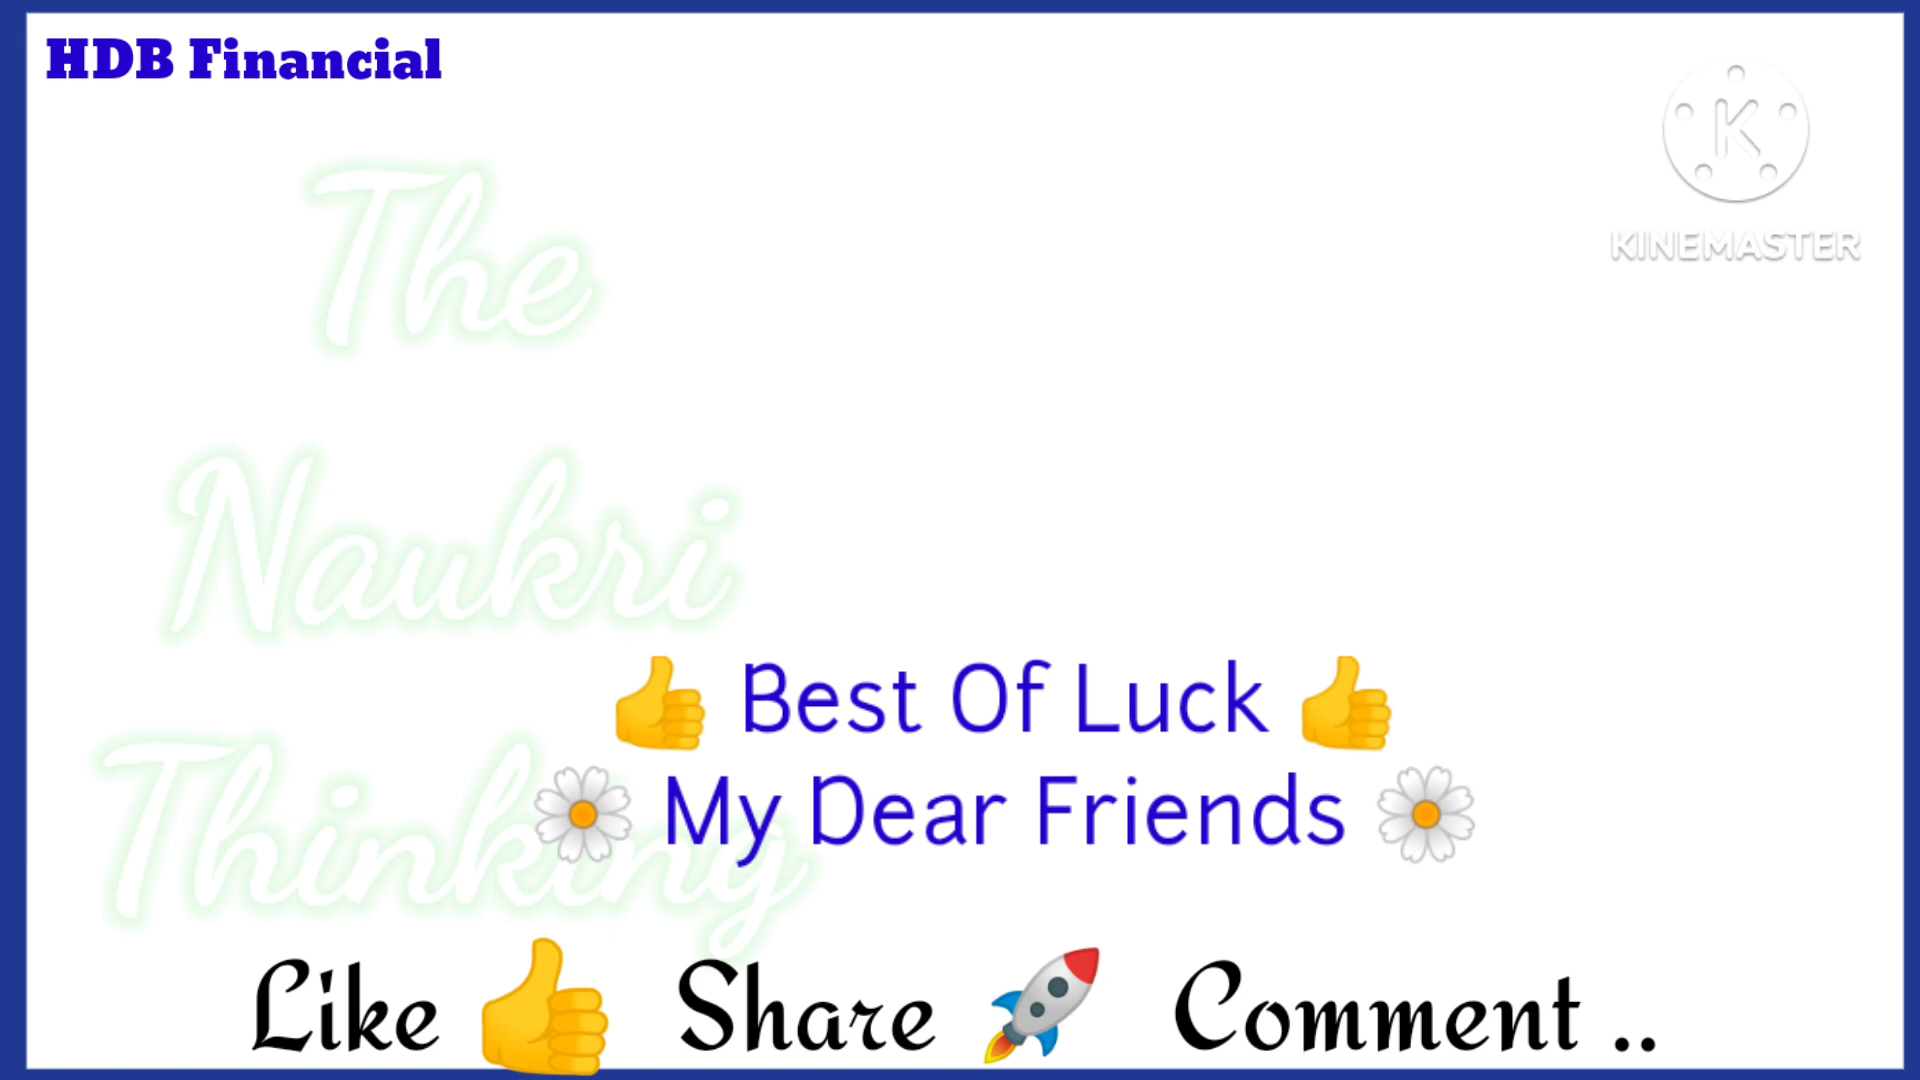 HDB Financial
KINEMASTER
The
Naukri
Thinking
👍 Best Of Luck 👍
🌼 My Dear Friends 🌼
Like 👍 Share 🚀 Comment ..